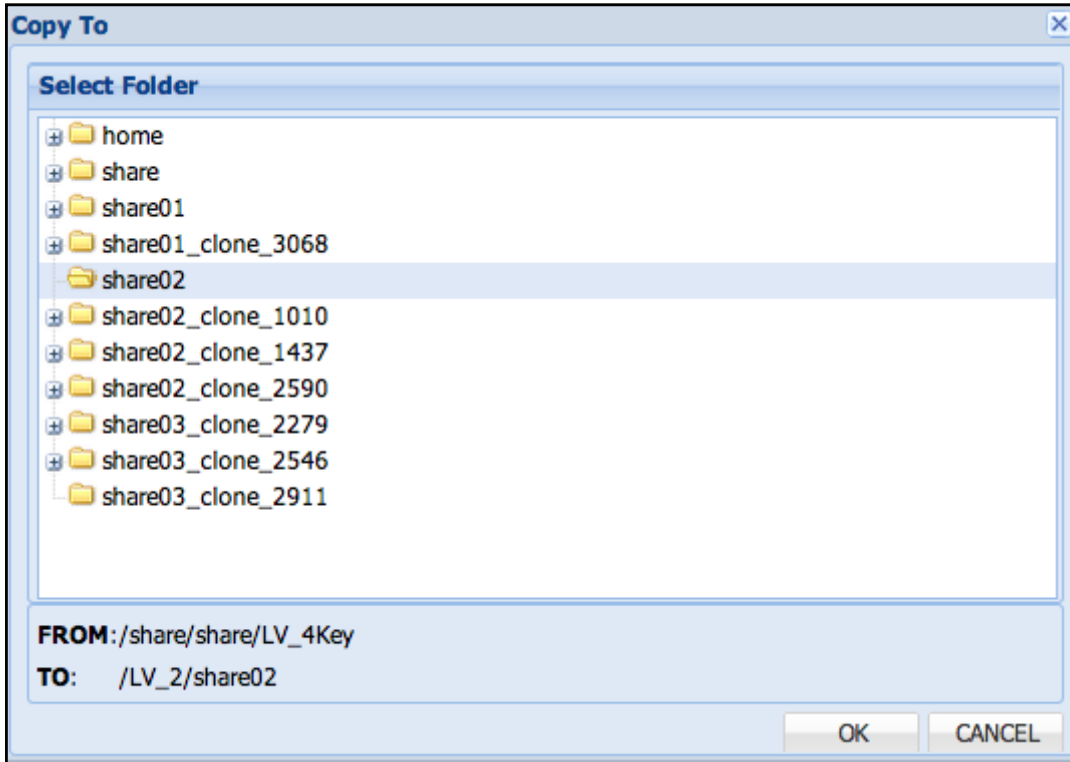 Copy To
Select Folder
home
share
share01
share01_clone_3068
share02
share02_clone_1010
share02_clone_1437
share02_clone_2590
share03_clone_2279
share03_clone_2546
share03_clone_2911
FROM:/share/share/LV_4Key
TO: /LV_2/share02
OK CANCEL